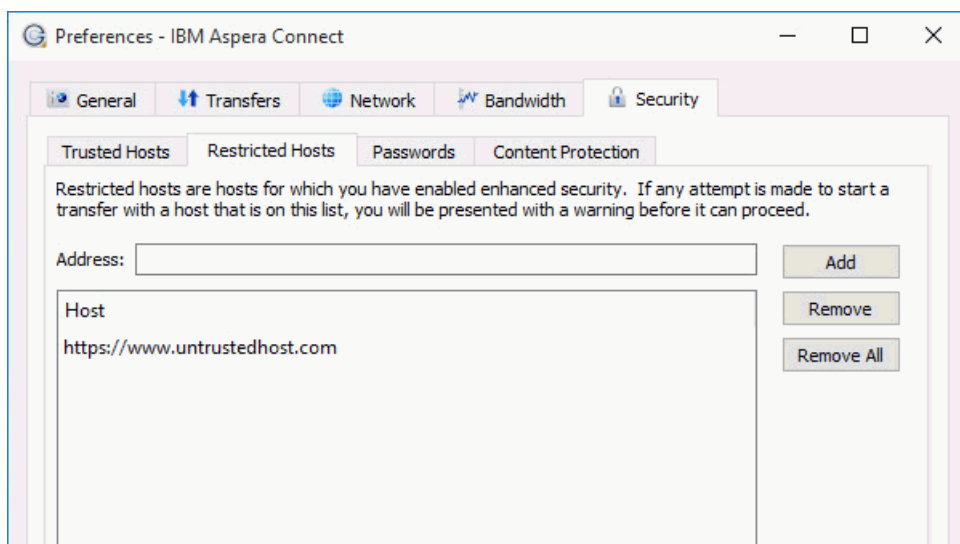 Preferences - IBM Aspera Connect
General Transfers Network Bandwidth Security
Trusted Hosts Restricted Hosts Passwords Content Protection
Restricted hosts are hosts for which you have enabled enhanced security.  If any attempt is made to start a
transfer with a host that is on this list, you will be presented with a warning before it can proceed.
Address: Add
Host Remove
https://www.untrustedhost.com Remove All